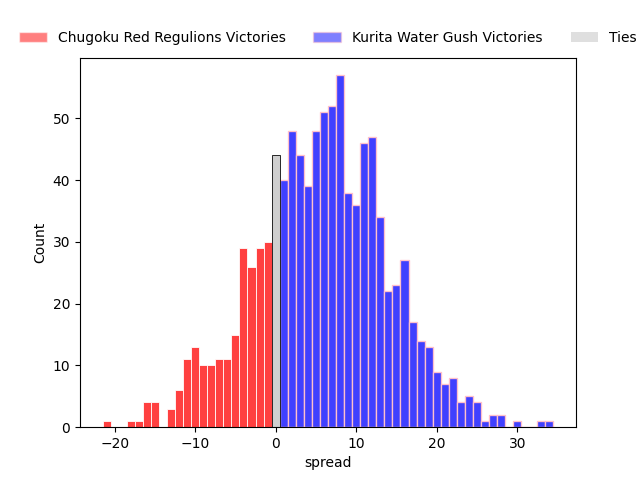 Chugoku Red Regulions Victories Kurita Water Gush Victories Ties
50
40
30
20
10
0
Count
−20 −10 0 10 20 30
spread